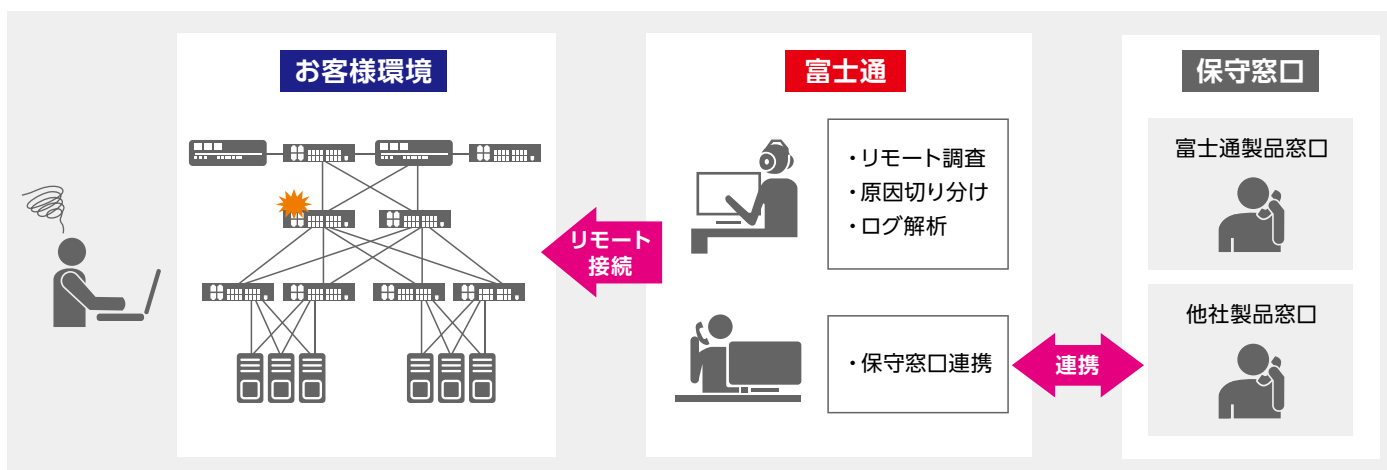 お客様環境
富士通
保守窓口
リモート
接続
・リモート調査
・原因切り分け
・ログ解析
・保守窓口連携
連携
富士通製品窓口
他社製品窓口